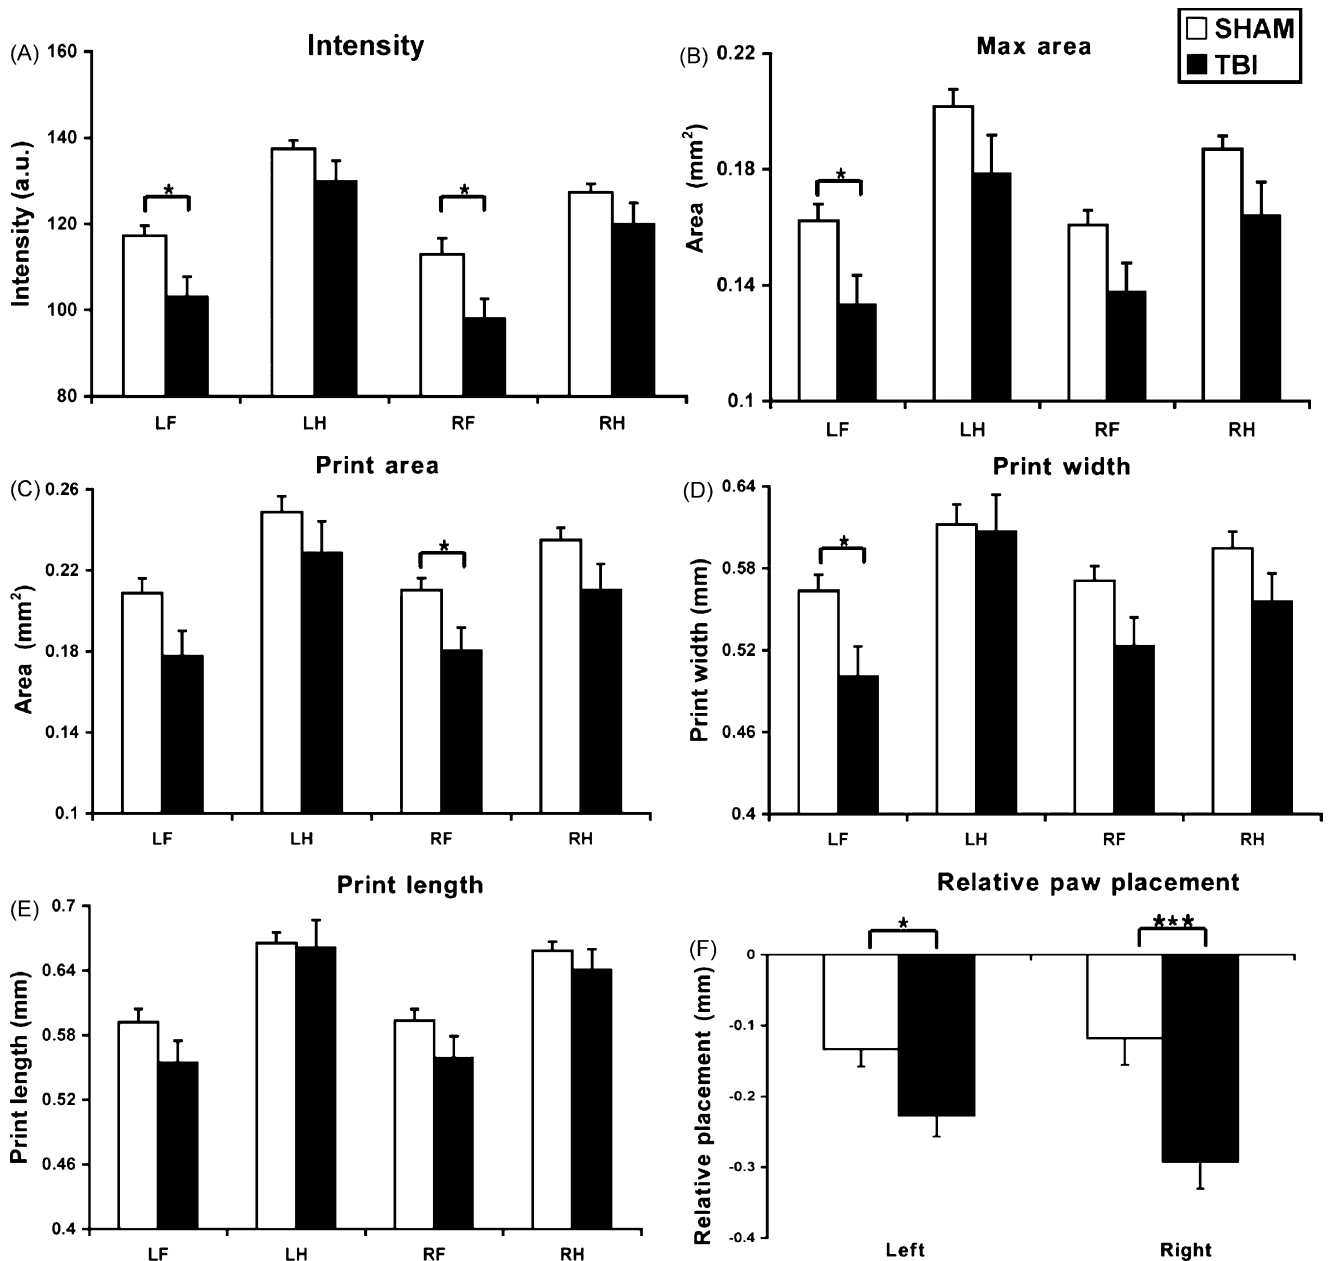 (A)
Intensity
160
140
120
100
80
Intensity (a.u.)
*
*
LF LH RF RH
(B)
Max area
SHAM
TBI
0.22
0.18
0.14
0.1
Area (mm²)
*
LF LH RF RH
(C)
Print area
0.26
0.22
0.18
0.14
0.1
Area (mm²)
*
LF LH RF RH
(D)
Print width
0.64
0.58
0.52
0.46
0.4
Print width (mm)
*
LF LH RF RH
(E)
Print length
0.7
0.64
0.58
0.52
0.46
0.4
Print length (mm)
LF LH RF RH
(F)
Relative paw placement
0
-0.1
-0.2
-0.3
-0.4
Relative placement (mm)
*
***
Left Right